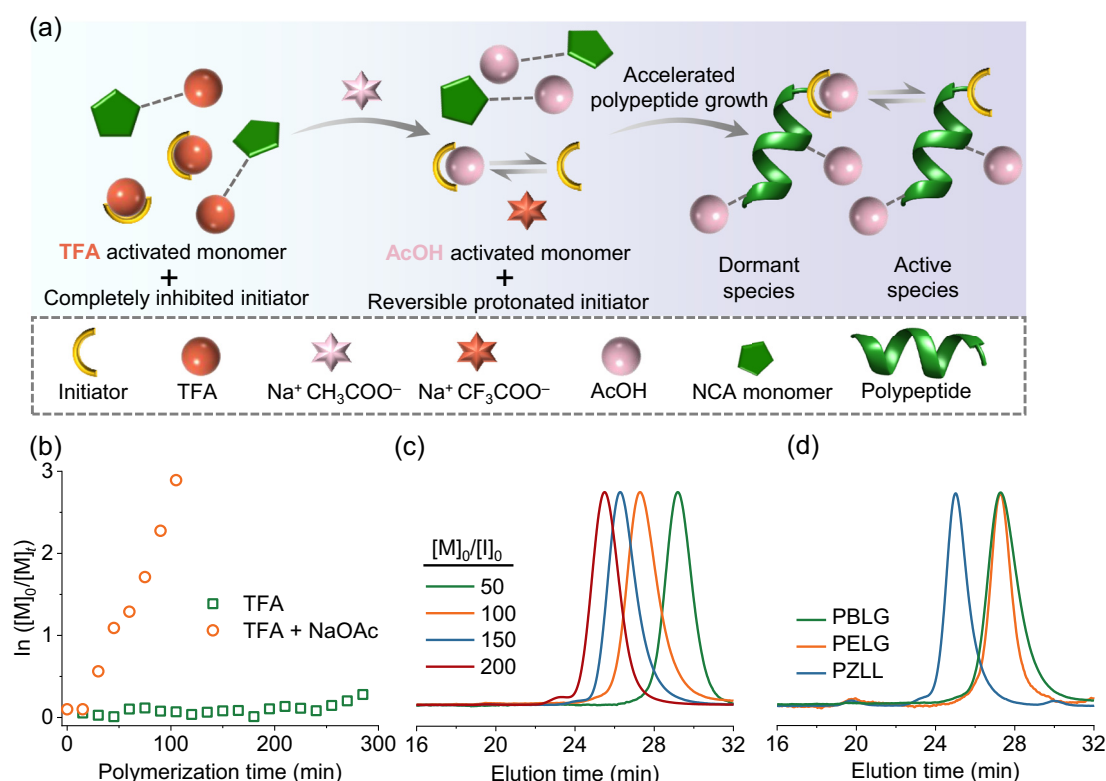 (a)
Accelerated
polypeptide growth
TFA activated monomer
+
Completely inhibited initiator
AcOH activated monomer
+
Reversible protonated initiator
Dormant
species
Active
species
Initiator
TFA
Na⁺ CH₃COO⁻
Na⁺ CF₃COO⁻
AcOH
NCA monomer
Polypeptide
(b)
ln ([M]₀/[M]ₜ)
3
2
1
0
TFA
TFA + NaOAc
0
100
200
300
Polymerization time (min)
(c)
[M]₀/[I]₀
50
100
150
200
16
20
24
28
32
Elution time (min)
(d)
PBLG
PELG
PZLL
16
20
24
28
32
Elution time (min)